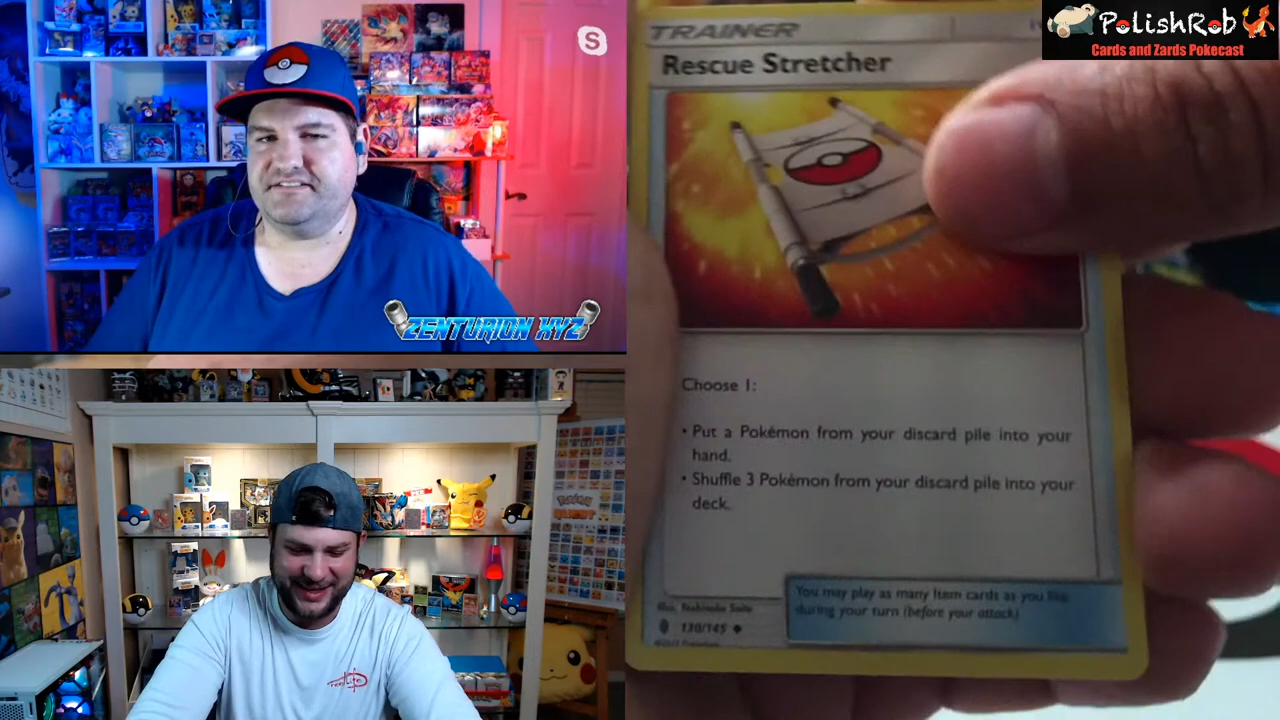 S
PolishRob
Cards and Zards Pokecast
ZENTURION XYZ
TRAINER
Rescue Stretcher
Choose 1:
• Put a Pokémon from your discard pile into your
hand.
• Shuffle 3 Pokémon from your discard pile into your
deck.
You may play as many Item cards as you like
during your turn (before your attack)
130/145